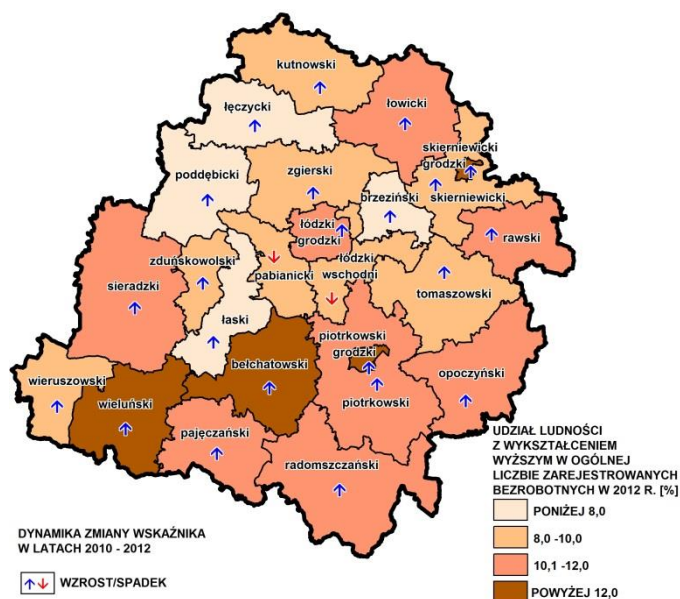 kutnowski
łęczycki
łowicki
skierniewicki
grodzki
skierniewicki
poddębicki
zgierski
brzeziński
łódzki
grodzki
rawski
zduńskowolski
pabianicki
łódzki
wschodni
sieradzki
tomaszowski
łaski
piotrkowski
grodzki
bełchatowski
opoczyński
wieruszowski
wieluński
piotrkowski
pajęczański
radomszczański
UDZIAŁ LUDNOŚCI
Z WYKSZTAŁCENIEM
WYŻSZYM W OGÓLNEJ
LICZBIE ZAREJESTROWANYCH
BEZROBOTNYCH W 2012 R. [%]
PONIŻEJ 8,0
8,0 -10,0
10,1 -12,0
POWYŻEJ 12,0
DYNAMIKA ZMIANY WSKAŹNIKA
W LATACH 2010 - 2012
WZROST/SPADEK